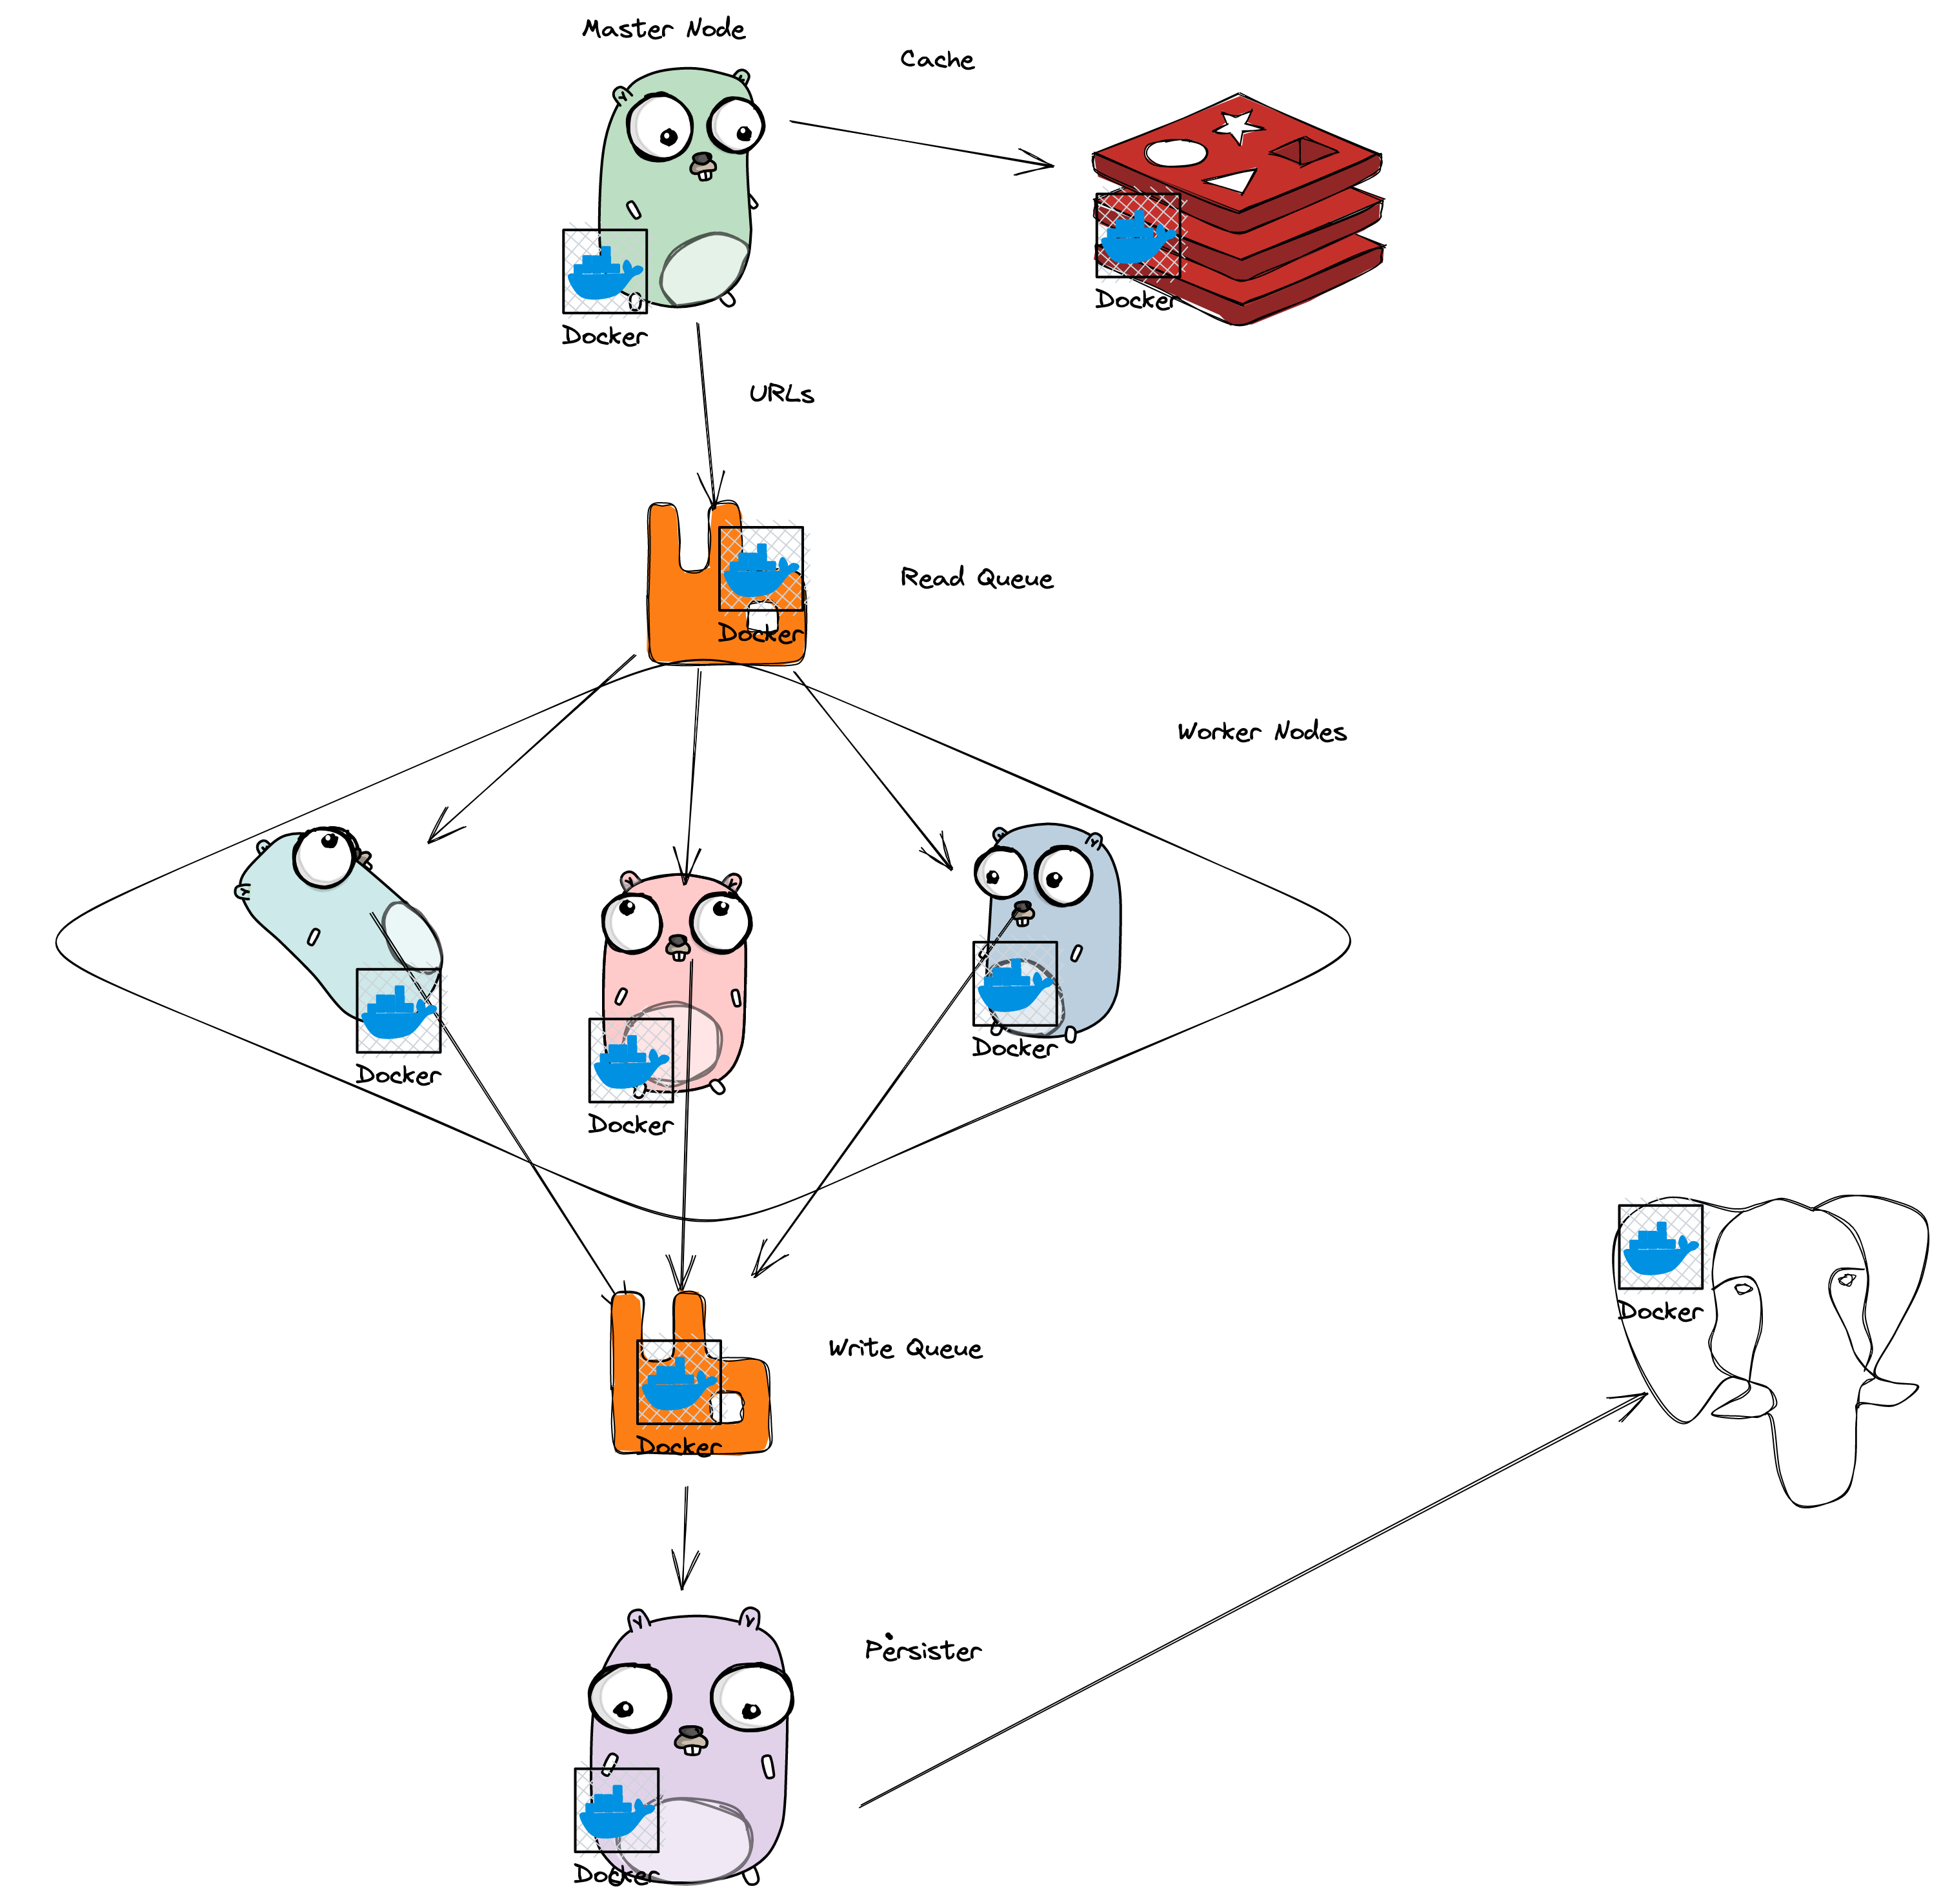 Master Node
Cache
Docker
Docker
URLs
Read Queue
Docker
Worker Nodes
Docker
Docker
Docker
Docker
Write Queue
Docker
Persister
Docker